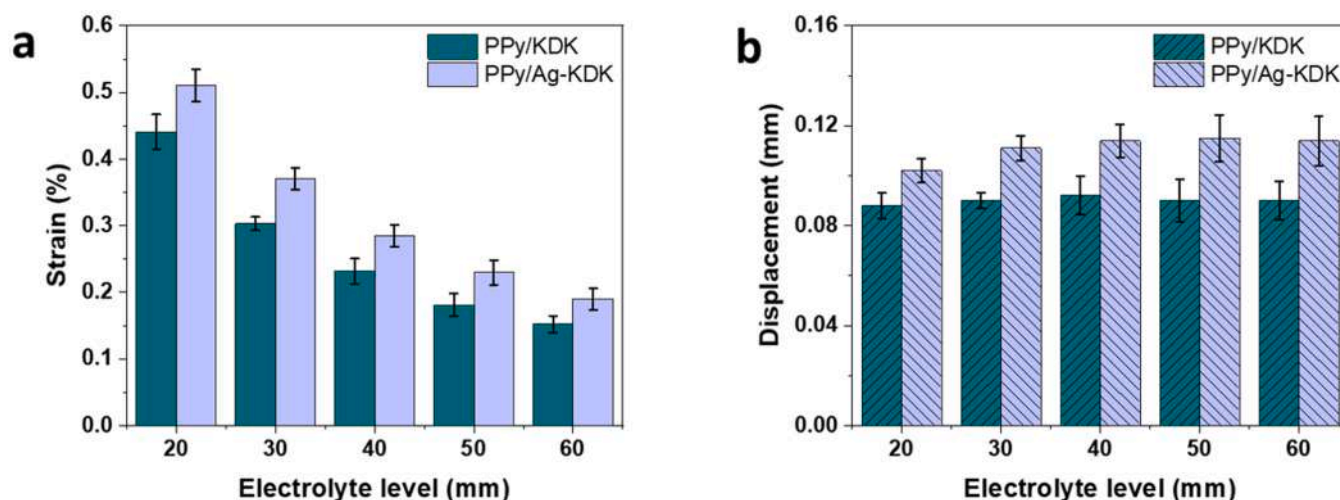 a
PPy/KDK
PPy/Ag-KDK
Strain (%)
0.6
0.5
0.4
0.3
0.2
0.1
0.0
20 30 40 50 60
Electrolyte level (mm)
b
PPy/KDK
PPy/Ag-KDK
Displacement (mm)
0.16
0.12
0.08
0.04
0.00
20 30 40 50 60
Electrolyte level (mm)